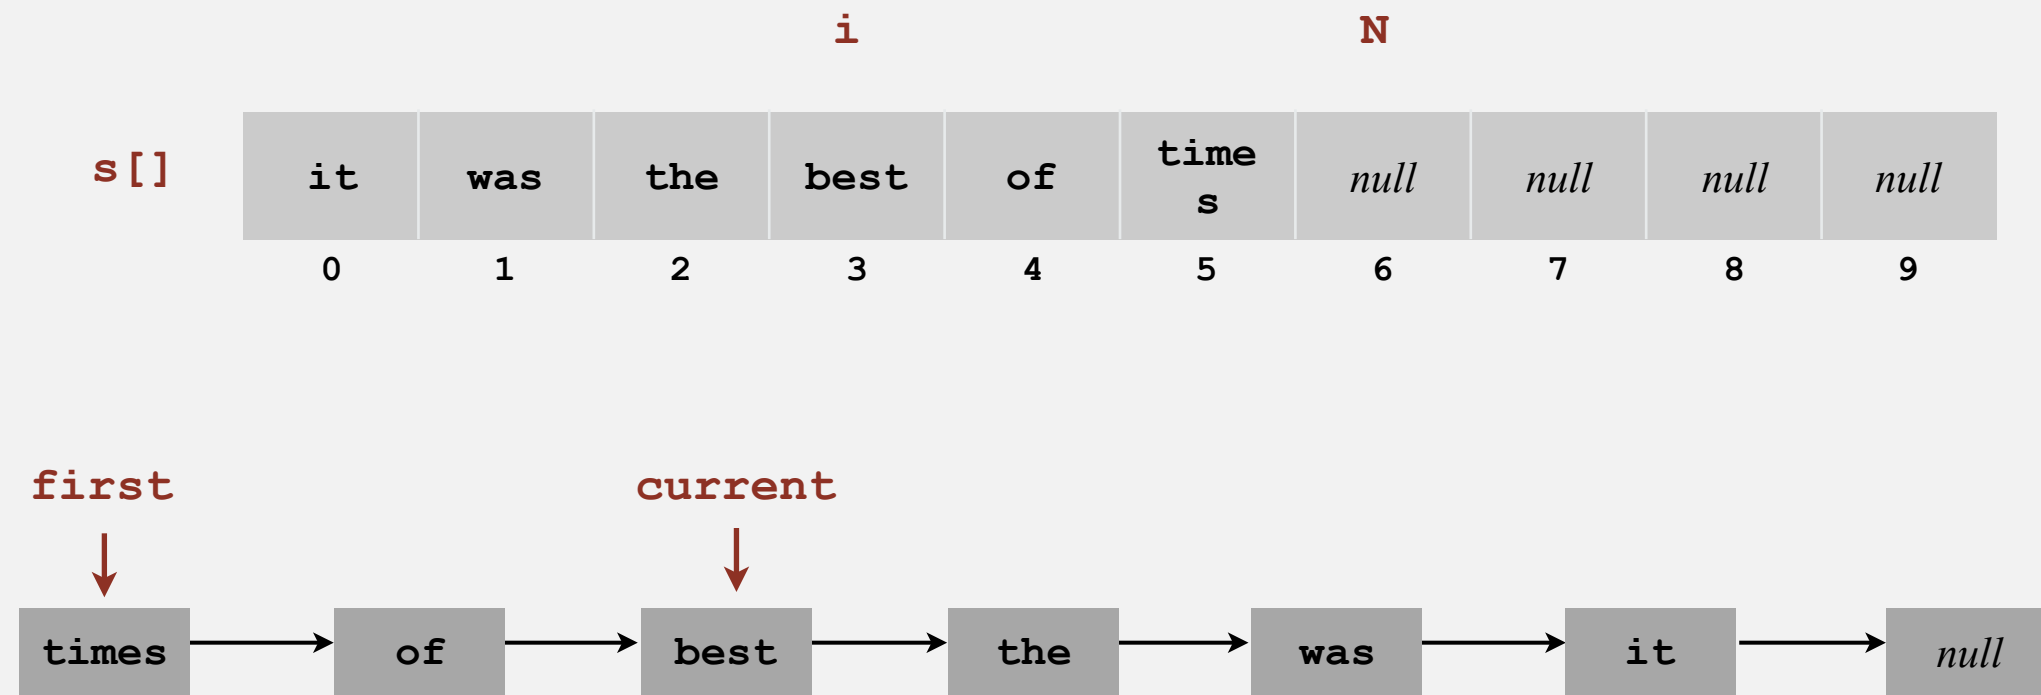 i N
s[] it was the best of time
s null null null null
0 1 2 3 4 5 6 7 8 9
first current
times of best the was it null